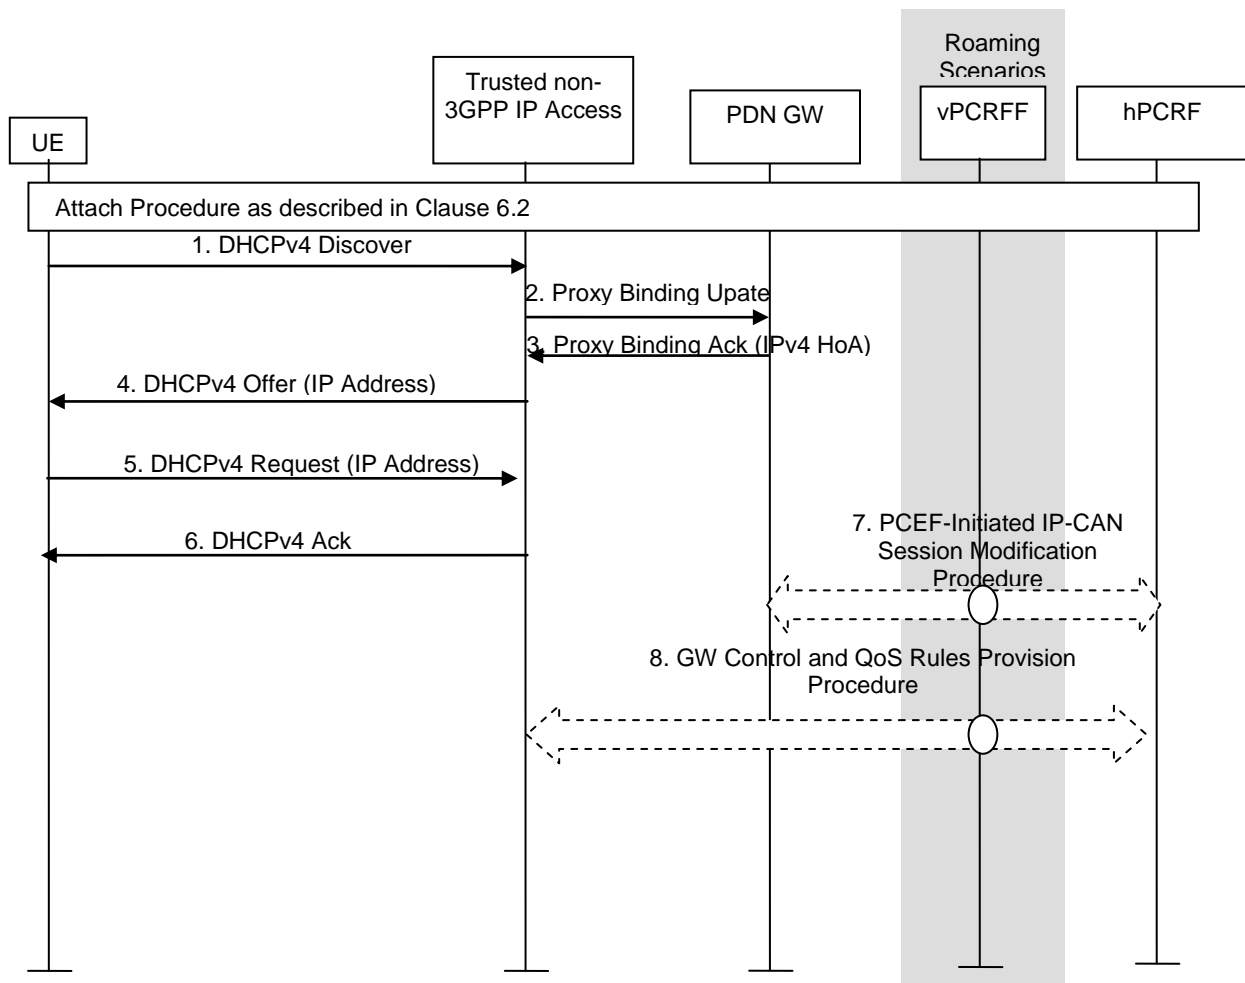 Roaming
Scenarios
Trusted non-
3GPP IP Access
PDN GW
vPCRFF
hPCRF
UE
Attach Procedure as described in Clause 6.2
1. DHCPv4 Discover
2. Proxy Binding Upate
3. Proxy Binding Ack (IPv4 HoA)
4. DHCPv4 Offer (IP Address)
5. DHCPv4 Request (IP Address)
6. DHCPv4 Ack
7. PCEF-Initiated IP-CAN
Session Modification
Procedure
8. GW Control and QoS Rules Provision
Procedure